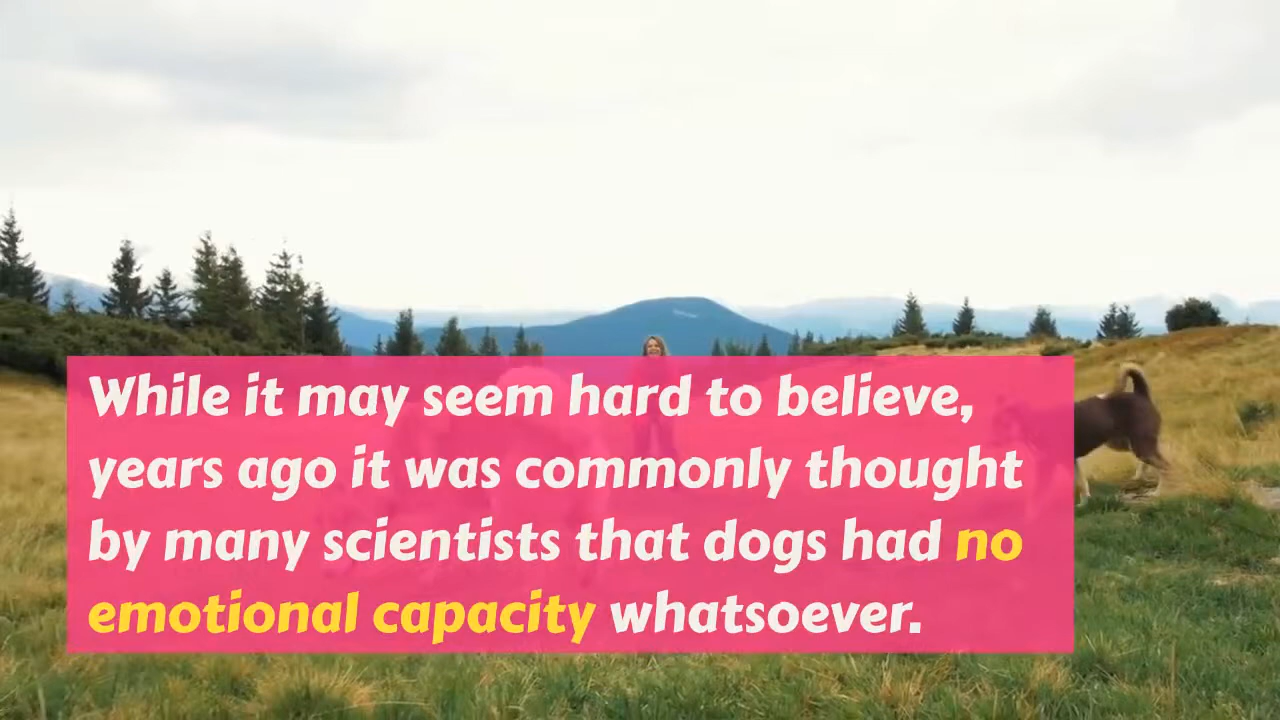 While it may seem hard to believe,
years ago it was commonly thought
by many scientists that dogs had no
emotional capacity whatsoever.